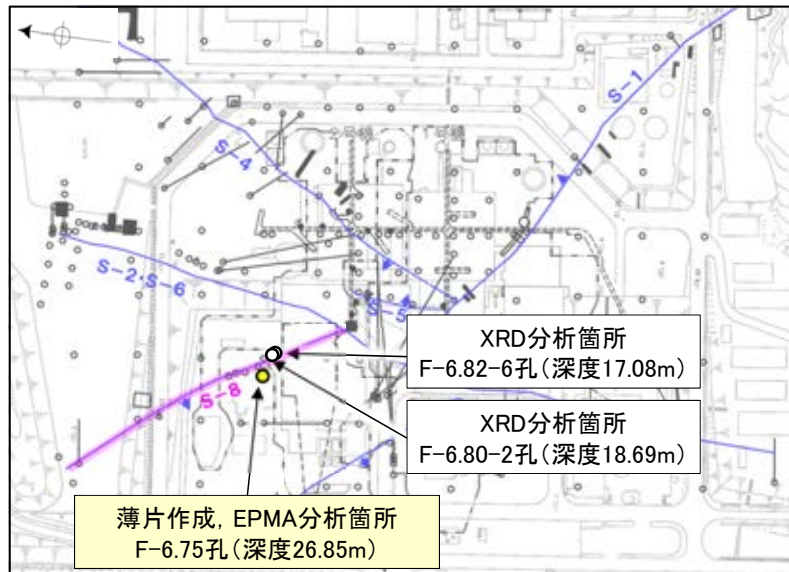 S-1
S-4
S-2・S-6
S-5
XRD分析箇所
F-6.82-6孔(深度17.08m)
S-8
XRD分析箇所
F-6.80-2孔(深度18.69m)
薄片作成, EPMA分析箇所
F-6.75孔(深度26.85m)